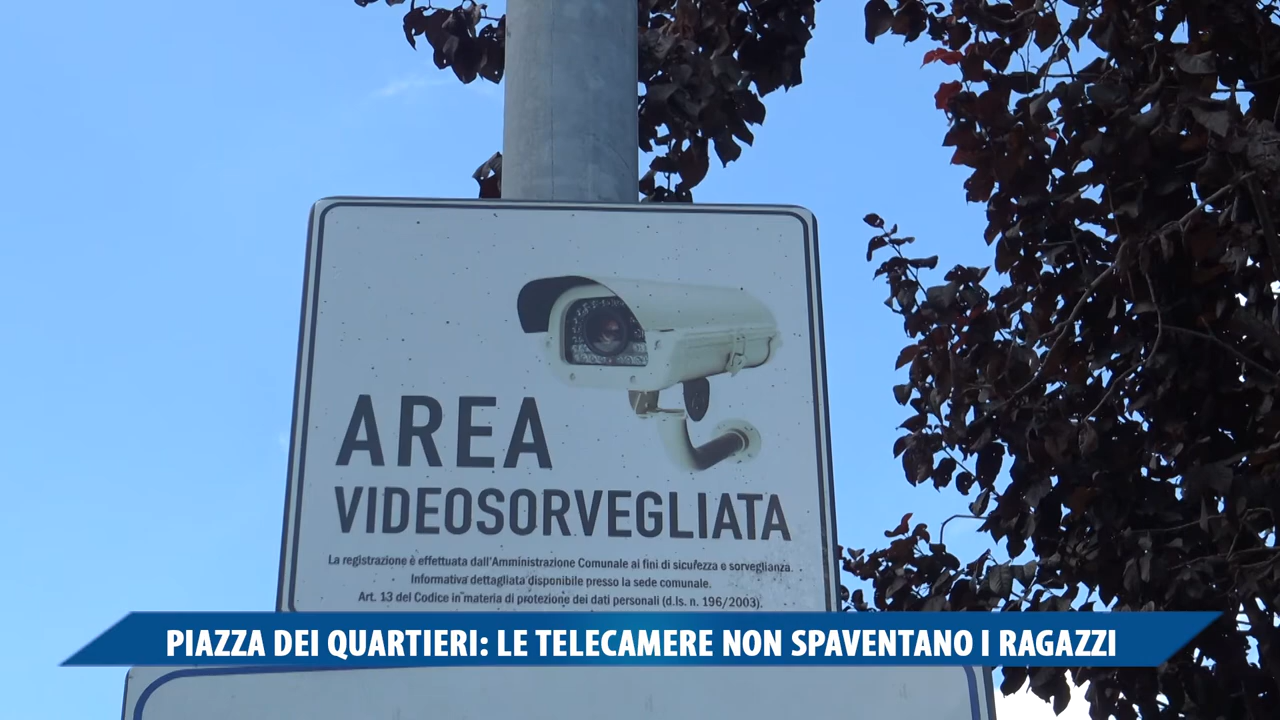 AREA
VIDEOSORVEGLIATA
La registrazione è effettuata dall'Amministrazione Comunale ai fini di sicurezza e sorveglianza.
Informativa dettagliata disponibile presso la sede comunale.
Art. 13 del Codice in materia di protezione dei dati personali (d.ls. n. 196/2003).
PIAZZA DEI QUARTIERI: LE TELECAMERE NON SPAVENTANO I RAGAZZI